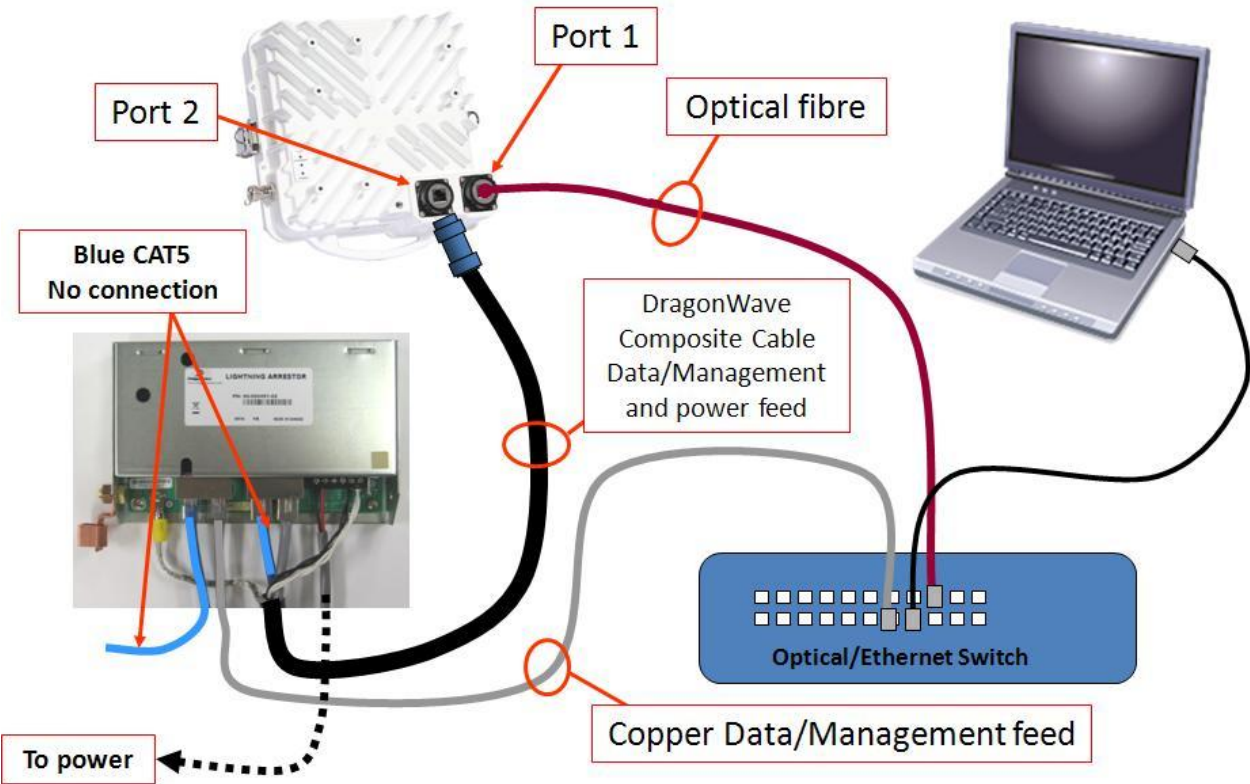 Port 1
Port 2
Optical fibre
Blue CAT5
No connection
DragonWave
Composite Cable
Data/Management
and power feed
LIGHTNING ARRESTOR
Optical/Ethernet Switch
Copper Data/Management feed
To power